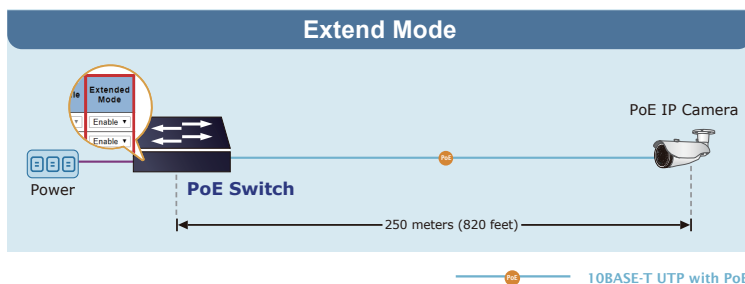 Extend Mode
Extended
Mode
Enable
Enable
PoE IP Camera
PoE
Power
PoE Switch
250 meters (820 feet)
PoE
10BASE-T UTP with PoE